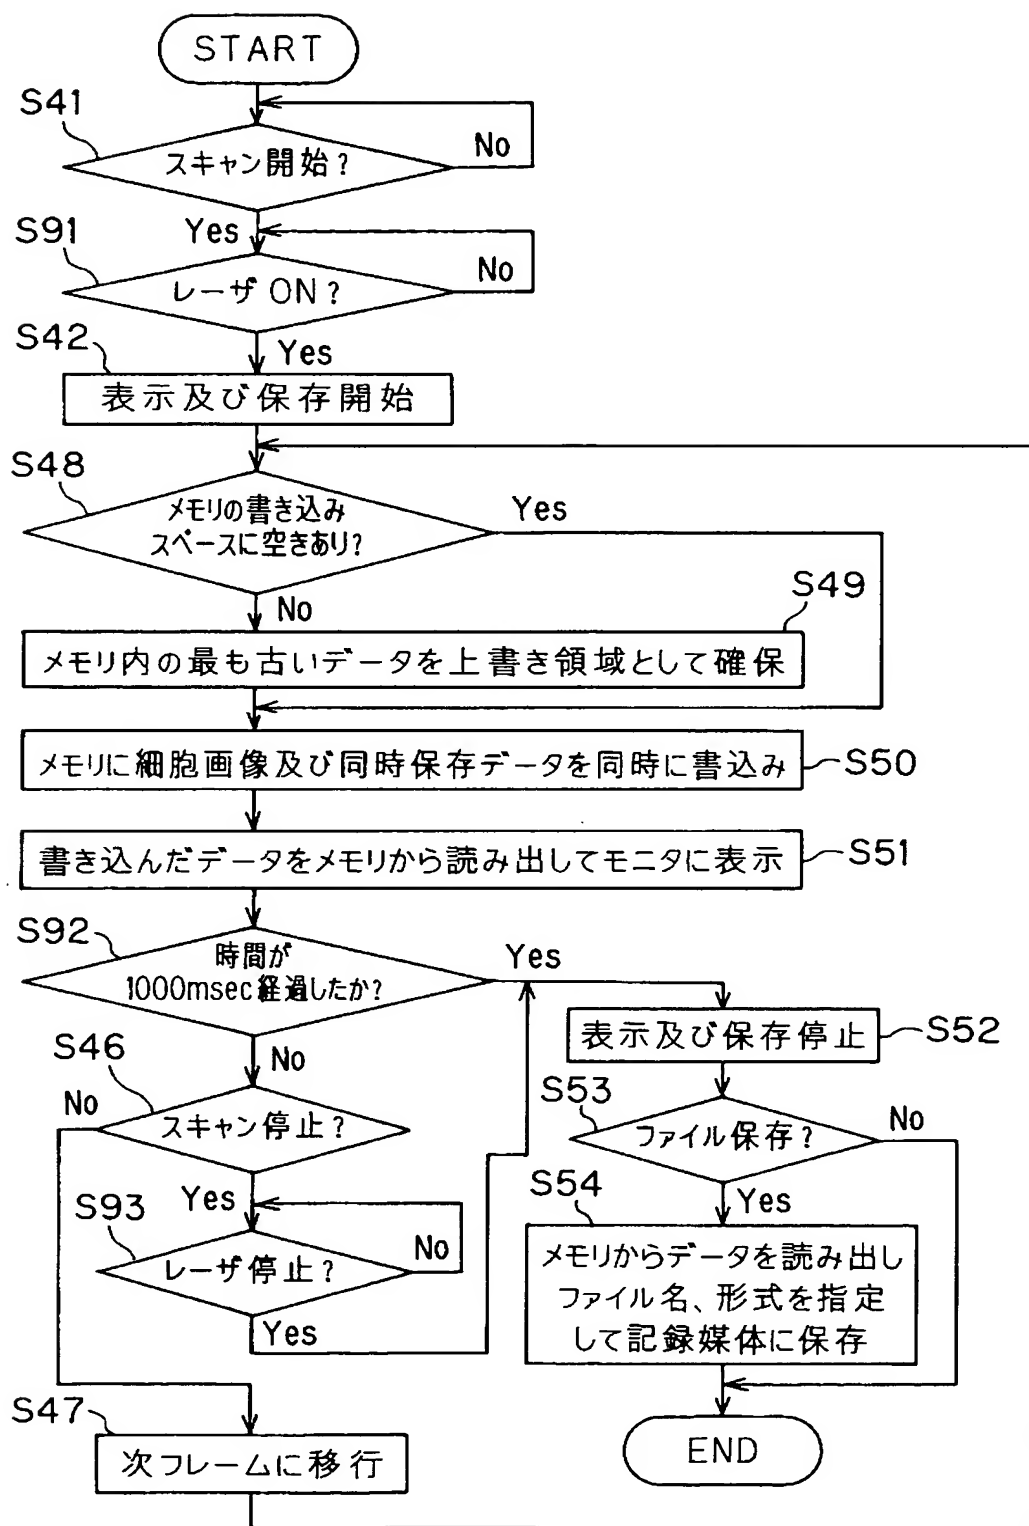 START
S41
スキャン開始?
No
Yes
S91
レーザON?
No
Yes
S42
表示及び保存開始
S48
メモリの書き込み
スペースに空きあり?
Yes
No
S49
メモリ内の最も古いデータを上書き領域として確保
メモリに細胞画像及び同時保存データを同時に書込み
S50
書き込んだデータをメモリから読み出してモニタに表示
S51
S92
時間が
1000msec経過したか?
Yes
No
表示及び保存停止
S52
S46
スキャン停止?
No
Yes
S53
ファイル保存?
No
Yes
S93
レーザ停止?
No
Yes
S54
メモリからデータを読み出し
ファイル名、形式を指定
して記録媒体に保存
S47
次フレームに移行
END